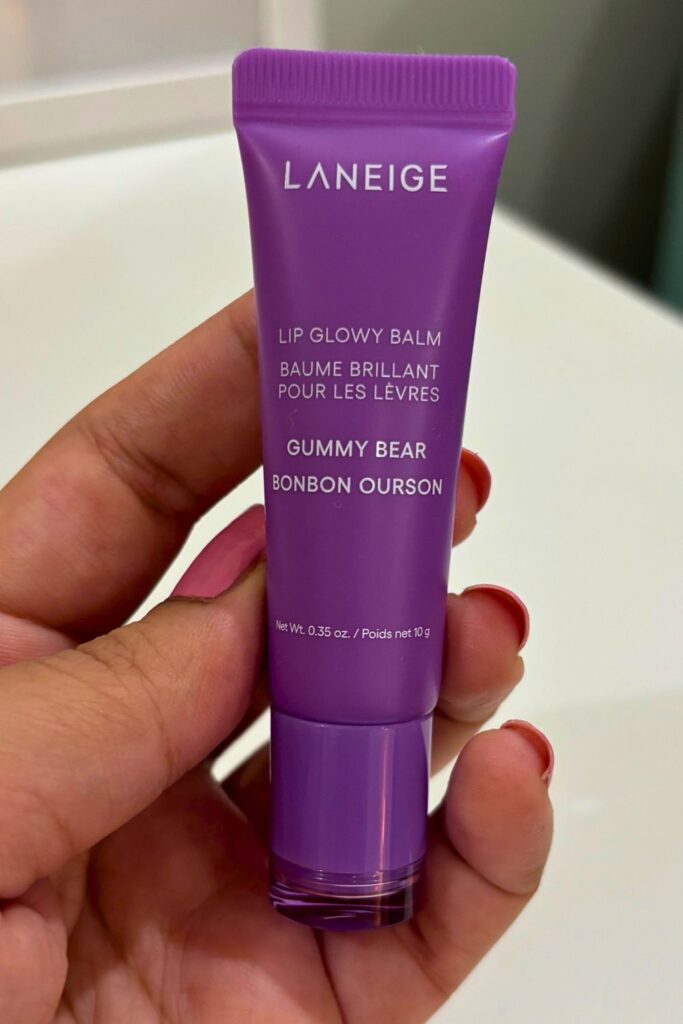 LANEIGE
LIP GLOWY BALM
BAUME BRILLANT
POUR LES LÈVRES
GUMMY BEAR
BONBON OURSON
Net Wt. 0.35 oz. / Poids net 10 g